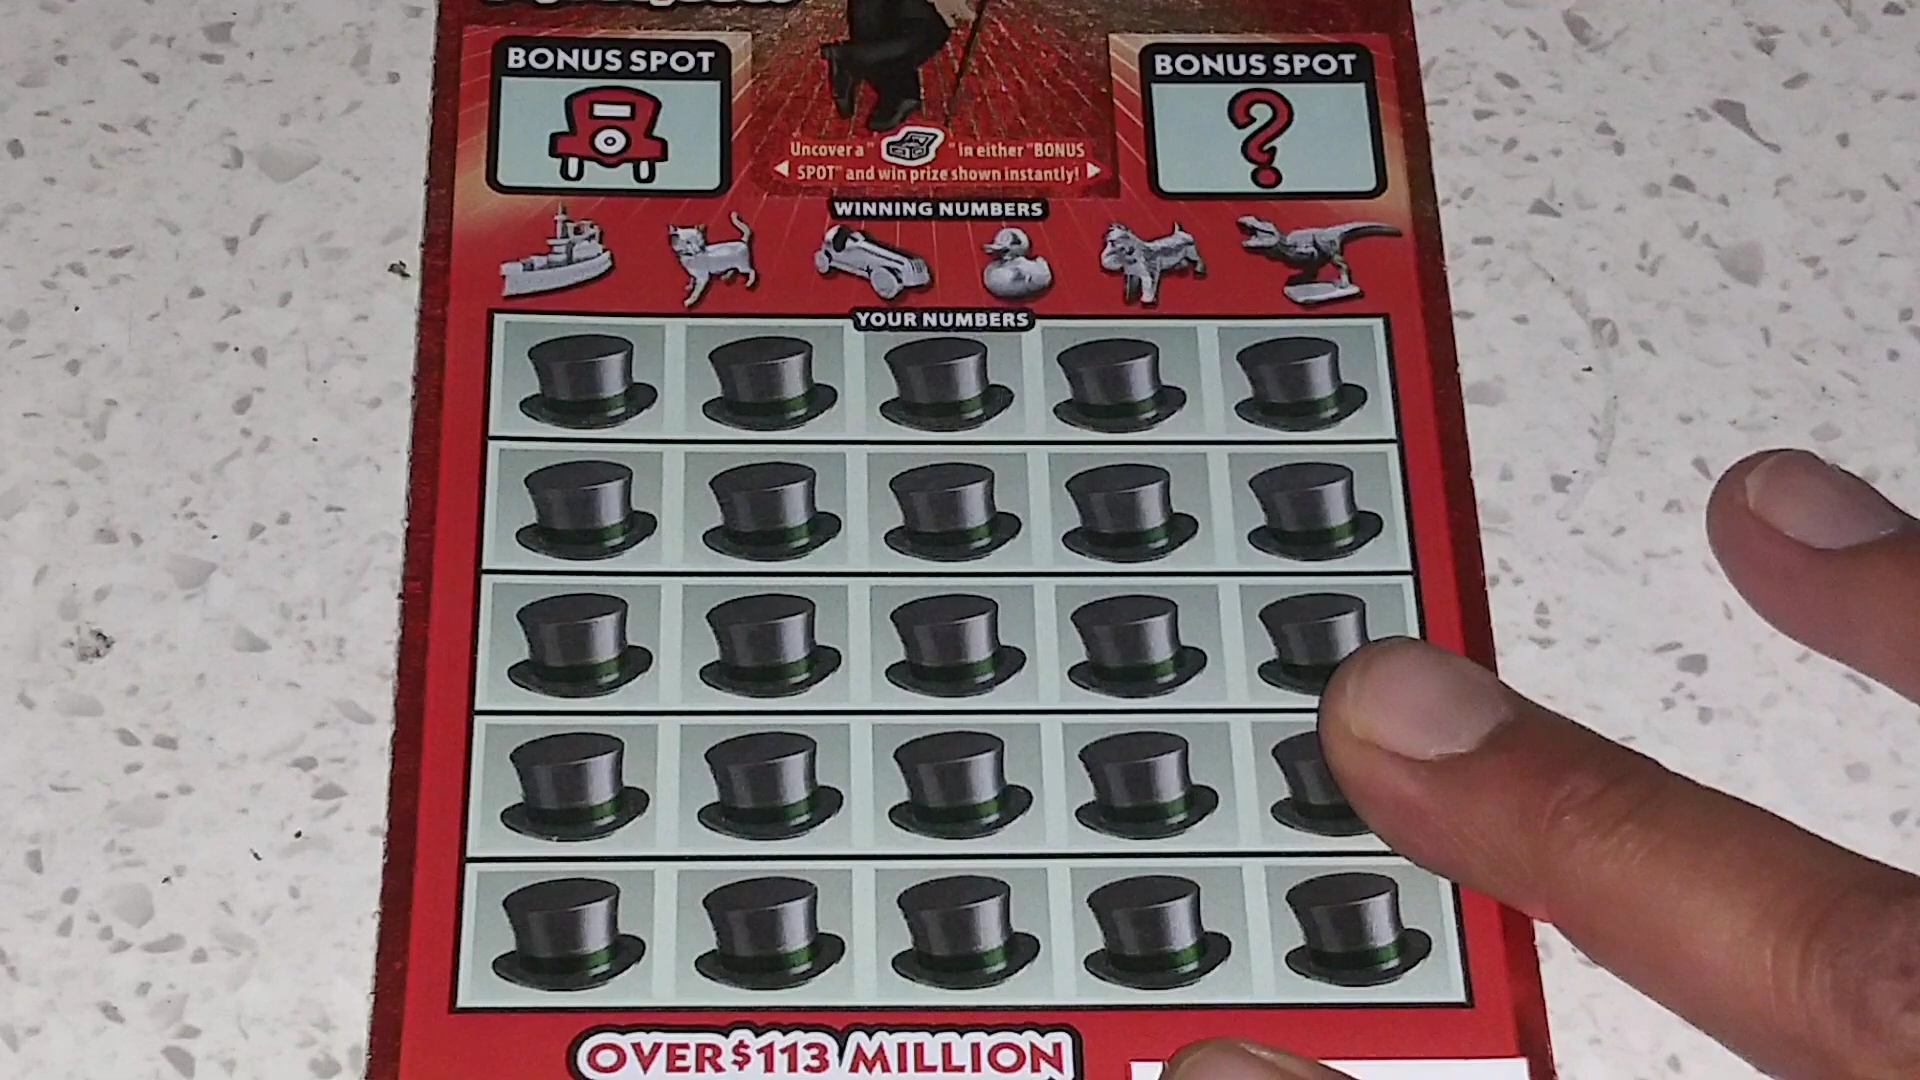 BONUS SPOT
BONUS SPOT
?
Uncover a " " in either "BONUS
SPOT" and win prize shown instantly!
WINNING NUMBERS
YOUR NUMBERS
OVER $113 MILLION